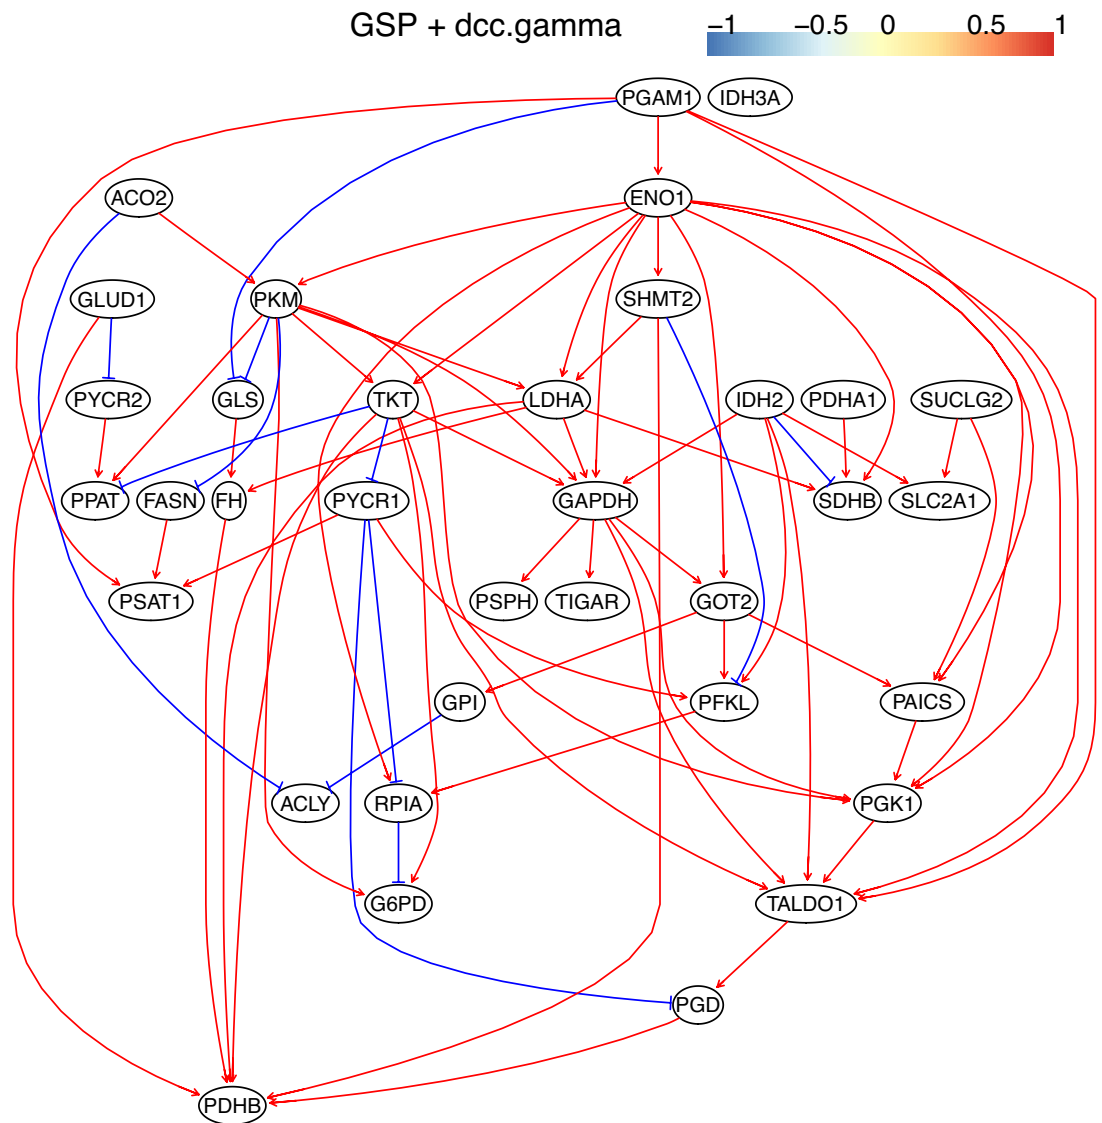 GSP + dcc.gamma
−1 −0.5 0 0.5 1
PGAM1 IDH3A
ACO2 ENO1
GLUD1 PKM SHMT2
PYCR2 GLS TKT LDHA IDH2 PDHA1 SUCLG2
PPAT FASN FH PYCR1 GAPDH SDHB SLC2A1
PSAT1 PSPH TIGAR GOT2
GPI PFKL PAICS
ACLY RPIA PGK1
G6PD TALDO1
PGD
PDHB